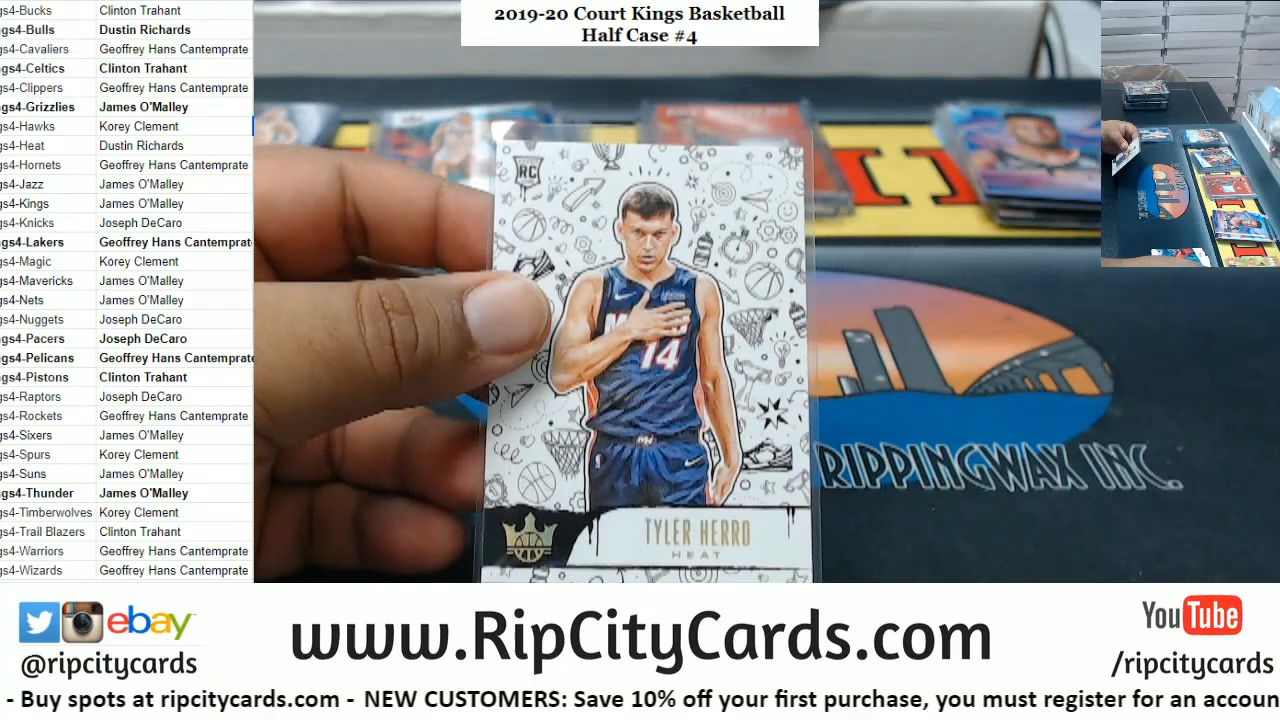 2019-20 Court Kings Basketball
Half Case #4
gs4-Bucks Clinton Trahant
gs4-Bulls Dustin Richards
gs4-Cavaliers Geoffrey Hans Cantemprate
gs4-Celtics Clinton Trahant
gs4-Clippers Geoffrey Hans Cantemprate
gs4-Grizzlies James O'Malley
gs4-Hawks Korey Clement
gs4-Heat Dustin Richards
gs4-Hornets Geoffrey Hans Cantemprate
gs4-Jazz James O'Malley
gs4-Kings James O'Malley
gs4-Knicks Joseph DeCaro
gs4-Lakers Geoffrey Hans Cantemprat
gs4-Magic Korey Clement
gs4-Mavericks James O'Malley
gs4-Nets James O'Malley
gs4-Nuggets Joseph DeCaro
gs4-Pacers Joseph DeCaro
gs4-Pelicans Geoffrey Hans Cantemprate
gs4-Pistons Clinton Trahant
gs4-Raptors Joseph DeCaro
gs4-Rockets Geoffrey Hans Cantemprate
gs4-Sixers James O'Malley
gs4-Spurs Korey Clement
gs4-Suns James O'Malley
gs4-Thunder James O'Malley
gs4-Timberwolves Korey Clement
gs4-Trail Blazers Clinton Trahant
gs4-Warriors Geoffrey Hans Cantemprate
gs4-Wizards Geoffrey Hans Cantemprate
RC
14
TYLER HERRO
HEAT
RIPPINGWAX INC.
ebay
@ripcitycards
www.RipCityCards.com
YouTube
/ripcitycards
- Buy spots at ripcitycards.com - NEW CUSTOMERS: Save 10% off your first purchase, you must register for an accoun